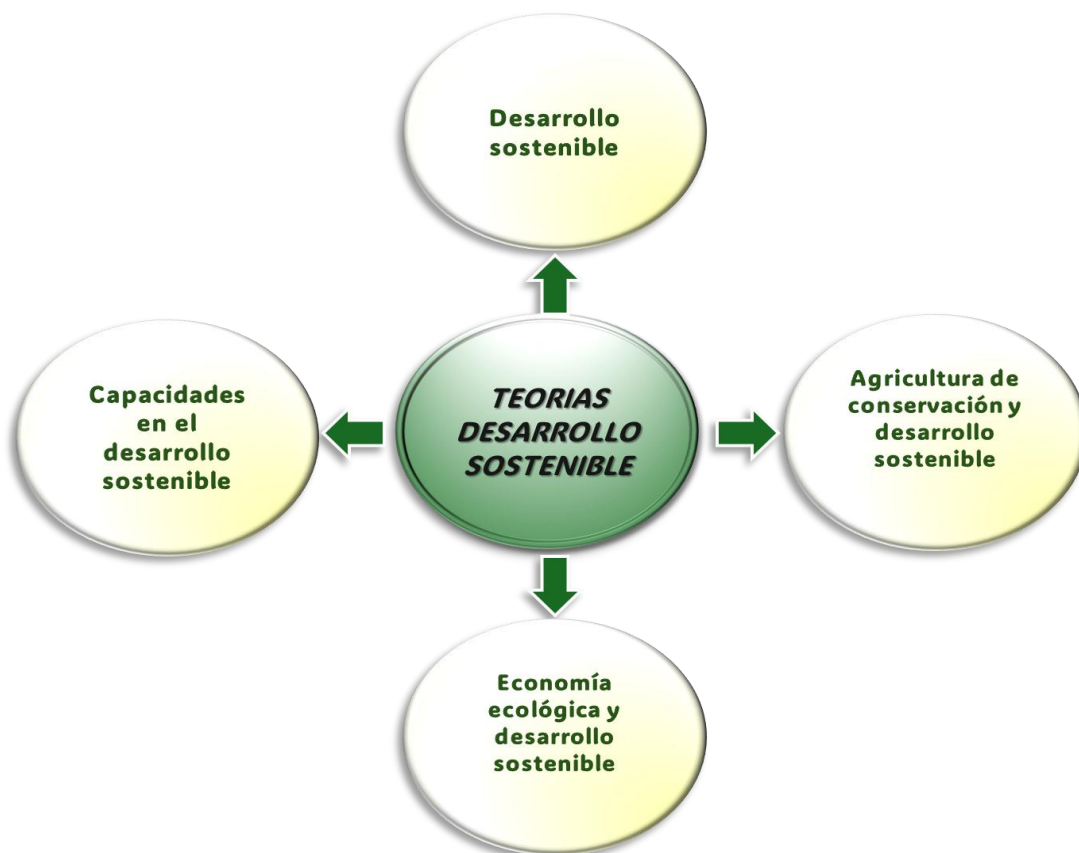 Desarrollo
sostenible
Capacidades
en el
desarrollo
sostenible
TEORIAS
DESARROLLO
SOSTENIBLE
Agricultura de
conservación y
desarrollo
sostenible
Economía
ecológica y
desarrollo
sostenible